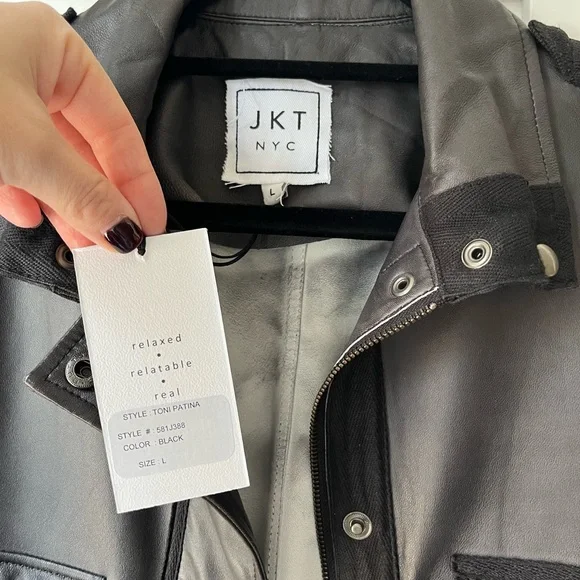 JKT
NYC
L
relaxed
•
relatable
•
real
STYLE : TONI PATINA
STYLE # : 581J388
COLOR : BLACK
SIZE : L